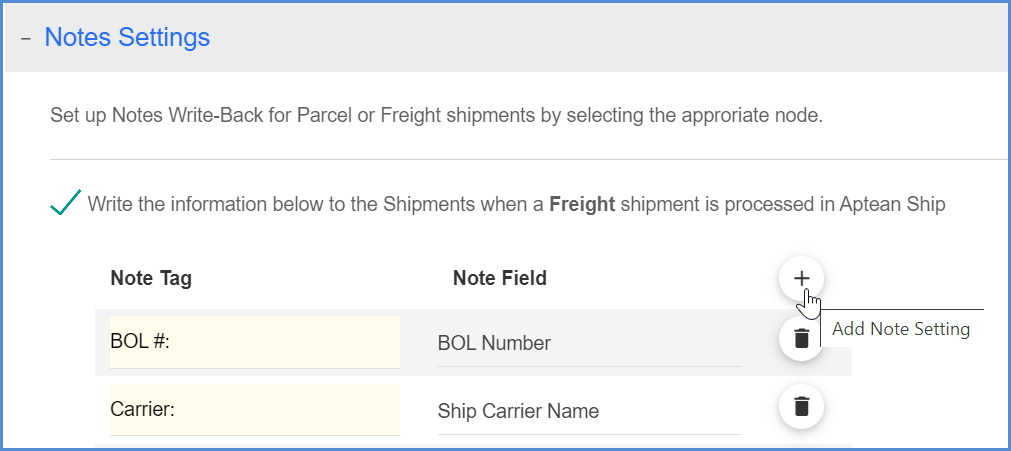 − Notes Settings
Set up Notes Write-Back for Parcel or Freight shipments by selecting the approriate node.
Write the information below to the Shipments when a Freight shipment is processed in Aptean Ship
Note Tag Note Field +
Add Note Setting
BOL #: BOL Number
Carrier: Ship Carrier Name